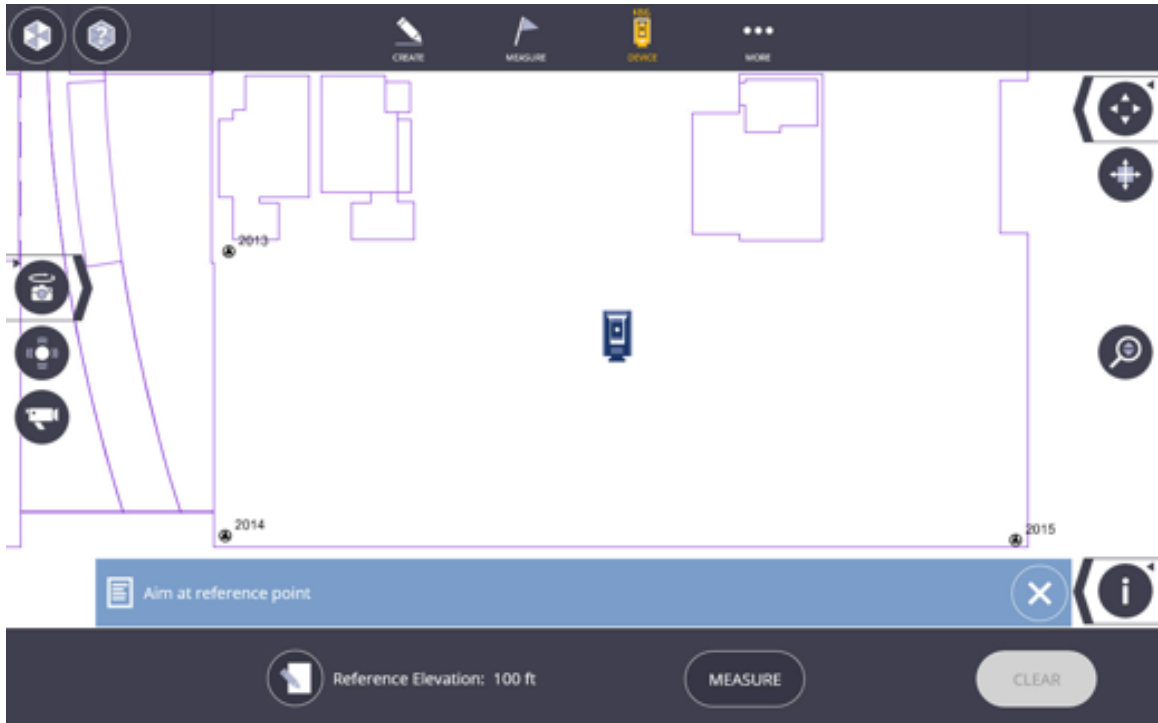 CREATE
MEASURE
DEVICE
MORE
2013
2014
2015
Aim at reference point
Reference Elevation: 100 ft
MEASURE
CLEAR